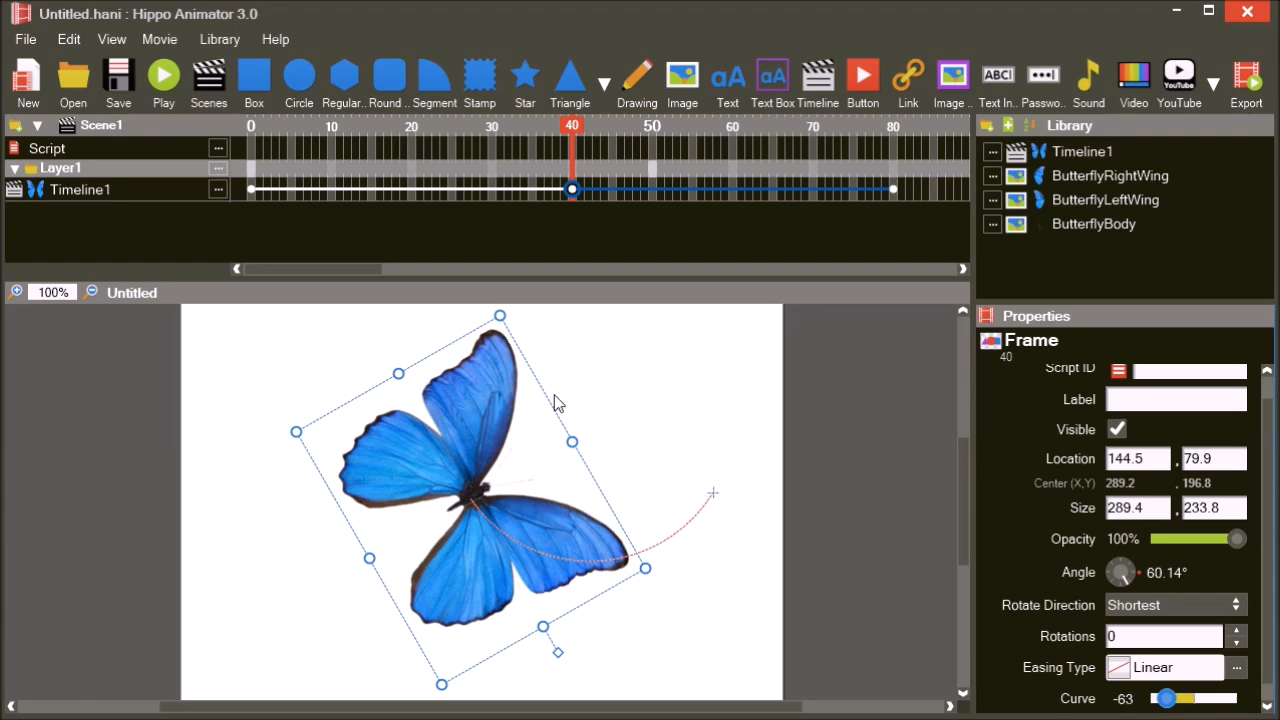 Untitled.hani : Hippo Animator 3.0
File Edit View Movie Library Help
New Open Save Play Scenes Box Circle Regular.. Round .. Segment Stamp Star Triangle Drawing Image Text Text Box Timeline Button Link Image .. Text In.. Passwo.. Sound Video YouTube Export
Scene1 0 10 20 30 40 50 60 70 80 Library
Script ...
Layer1 ...
Timeline1 ...
... Timeline1
... ButterflyRightWing
... ButterflyLeftWing
... ButterflyBody
100% Untitled
Properties
Frame
40
Script ID
Label
Visible
Location 144.5 , 79.9
Center (X,Y) 289.2 , 196.8
Size 289.4 , 233.8
Opacity 100%
Angle 60.14°
Rotate Direction Shortest
Rotations 0
Easing Type Linear ...
Curve -63